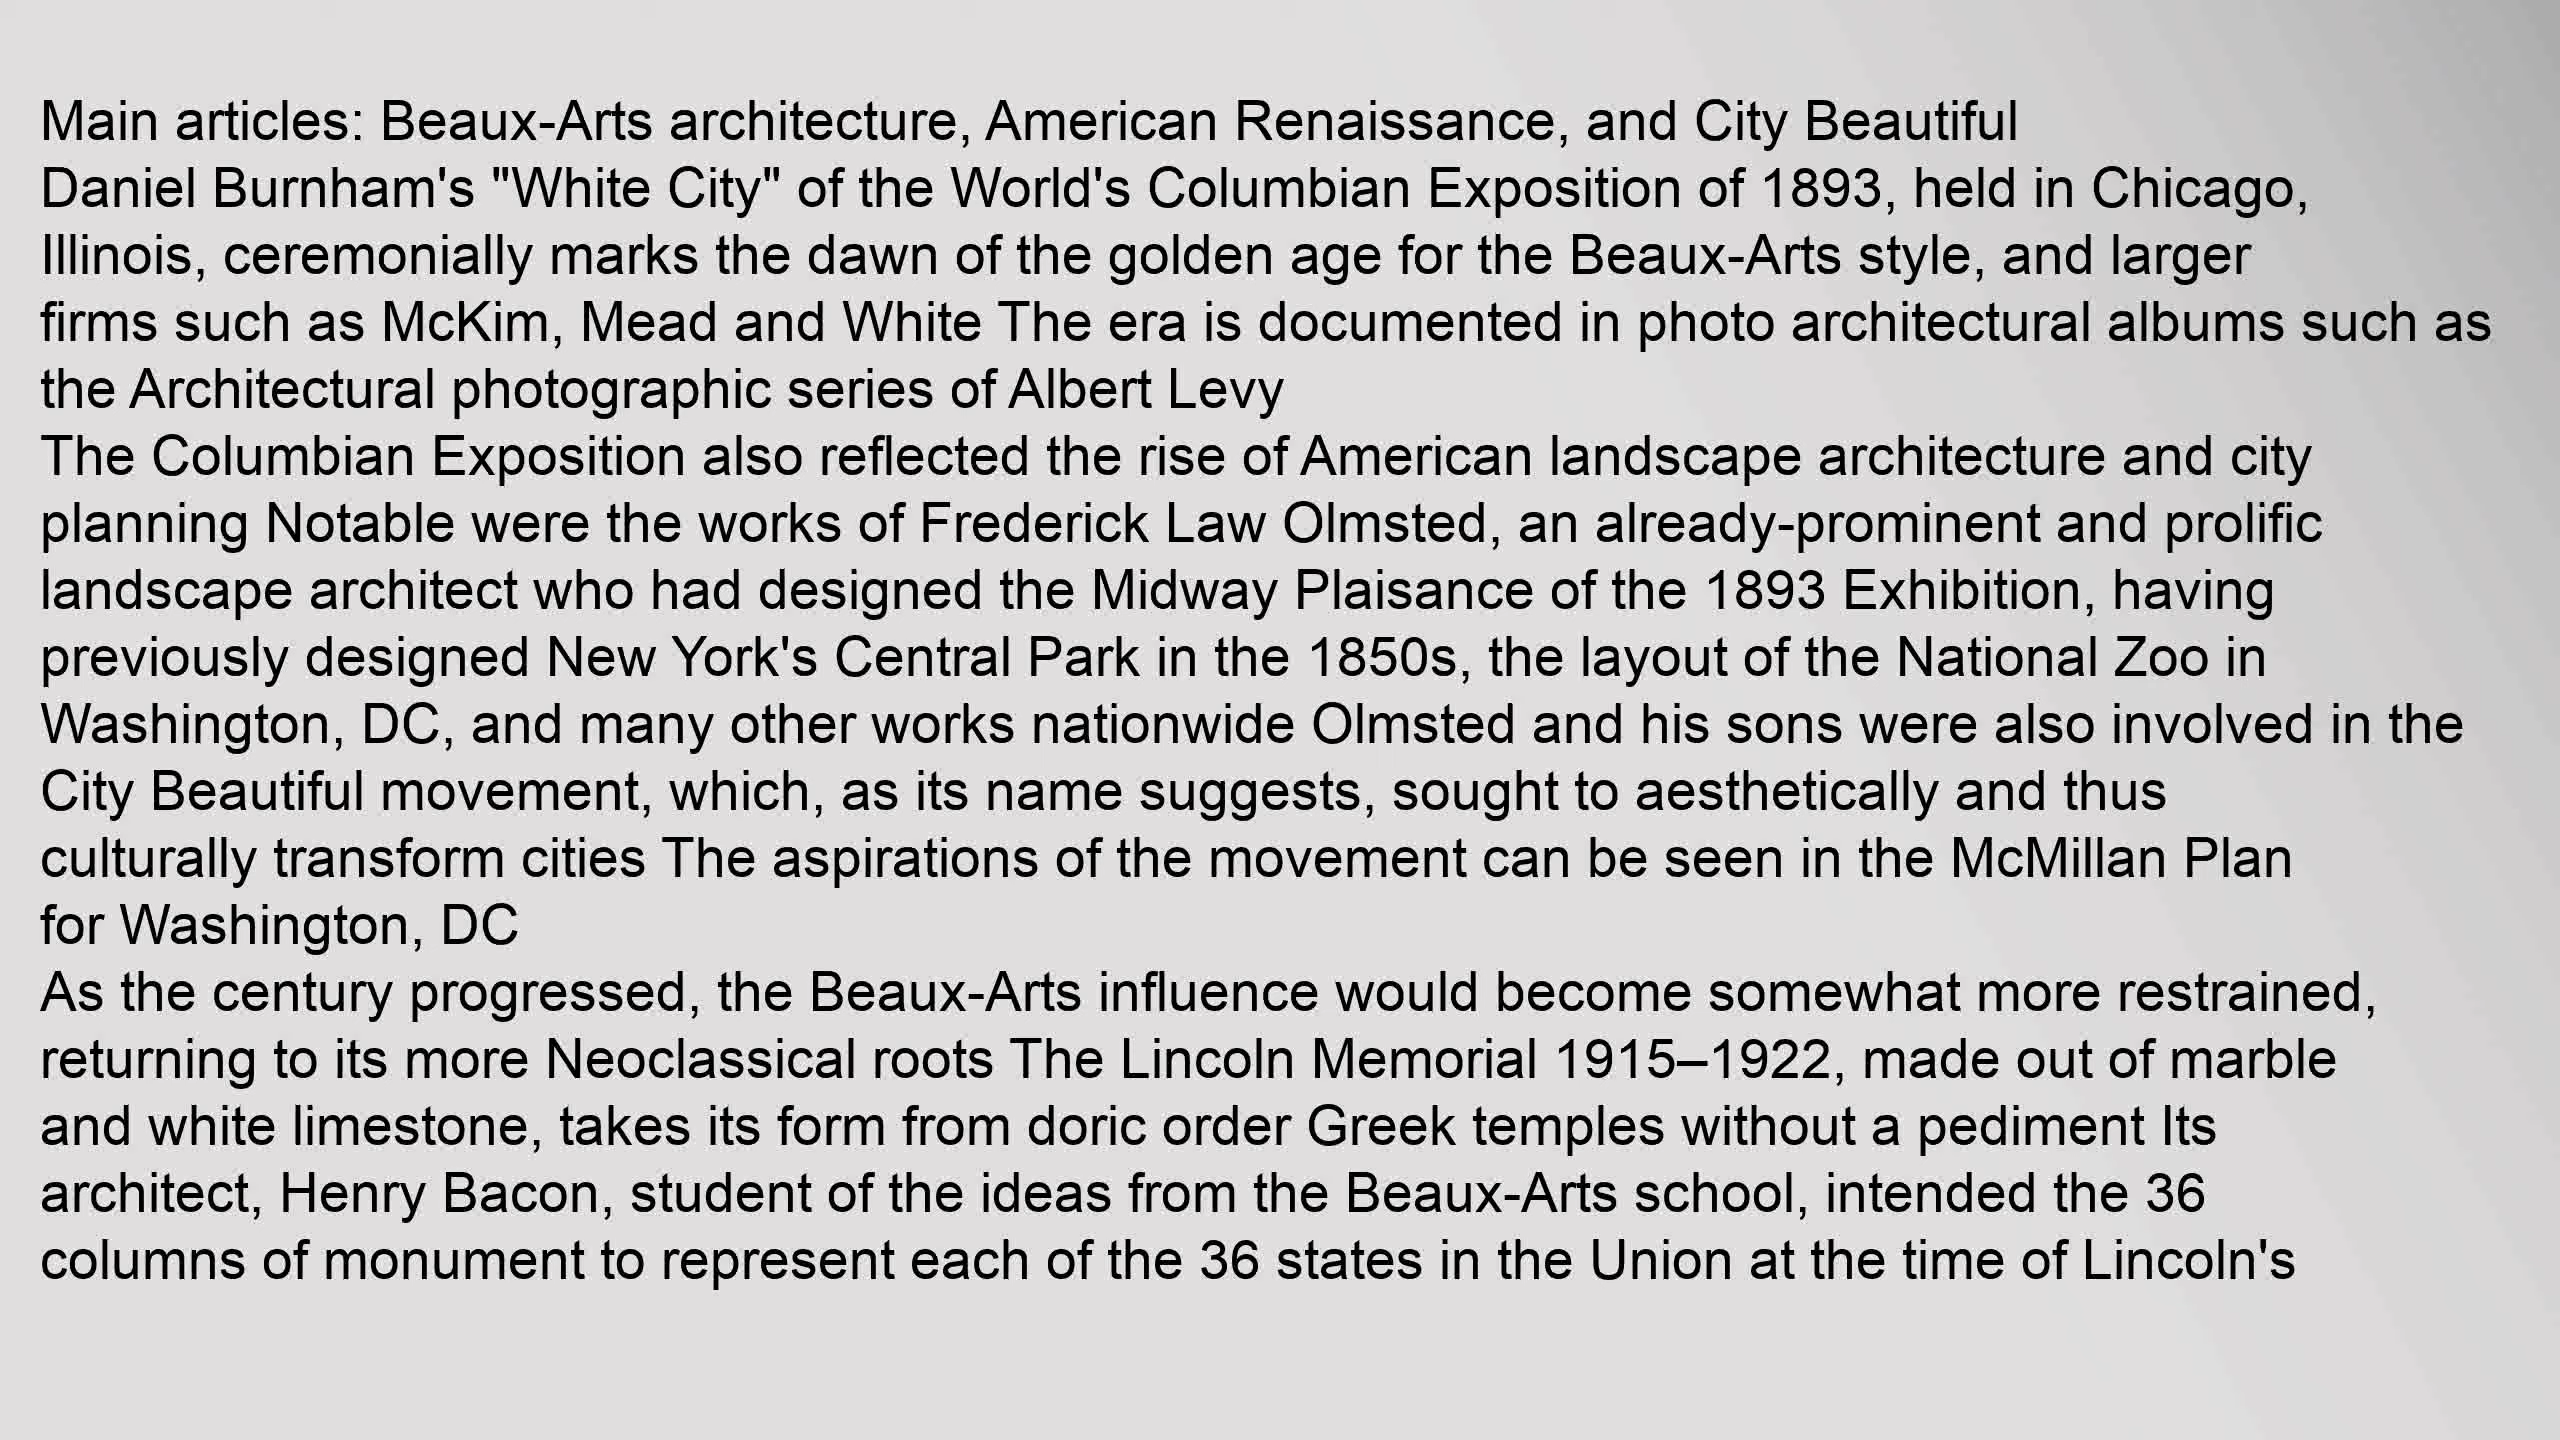 Main articles: Beaux-Arts architecture, American Renaissance, and City Beautiful
Daniel Burnham's "White City" of the World's Columbian Exposition of 1893, held in Chicago,
Illinois, ceremonially marks the dawn of the golden age for the Beaux-Arts style, and larger
firms such as McKim, Mead and White The era is documented in photo architectural albums such as
the Architectural photographic series of Albert Levy
The Columbian Exposition also reflected the rise of American landscape architecture and city
planning Notable were the works of Frederick Law Olmsted, an already-prominent and prolific
landscape architect who had designed the Midway Plaisance of the 1893 Exhibition, having
previously designed New York's Central Park in the 1850s, the layout of the National Zoo in
Washington, DC, and many other works nationwide Olmsted and his sons were also involved in the
City Beautiful movement, which, as its name suggests, sought to aesthetically and thus
culturally transform cities The aspirations of the movement can be seen in the McMillan Plan
for Washington, DC
As the century progressed, the Beaux-Arts influence would become somewhat more restrained,
returning to its more Neoclassical roots The Lincoln Memorial 1915–1922, made out of marble
and white limestone, takes its form from doric order Greek temples without a pediment Its
architect, Henry Bacon, student of the ideas from the Beaux-Arts school, intended the 36
columns of monument to represent each of the 36 states in the Union at the time of Lincoln's